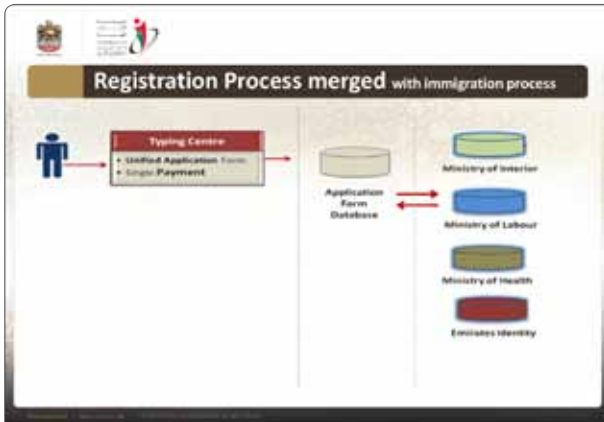 Registration Process merged with immigration process
Typing Centre
• Unified Application Form
• Single Payment
Application
Form
Database
Ministry of Interior
Ministry of Labour
Ministry of Health
Emirates Identity